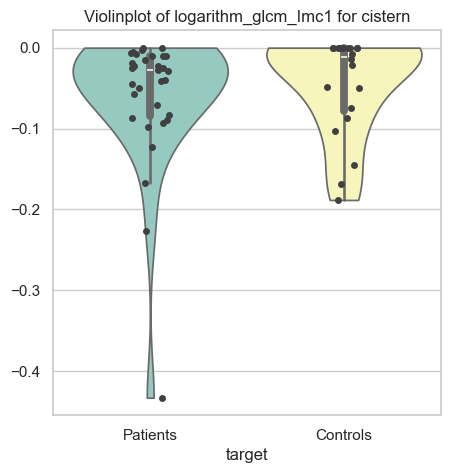 Violinplot of logarithm_glcm_Imc1 for cistern
0.0
−0.1
−0.2
−0.3
−0.4
Patients
Controls
target